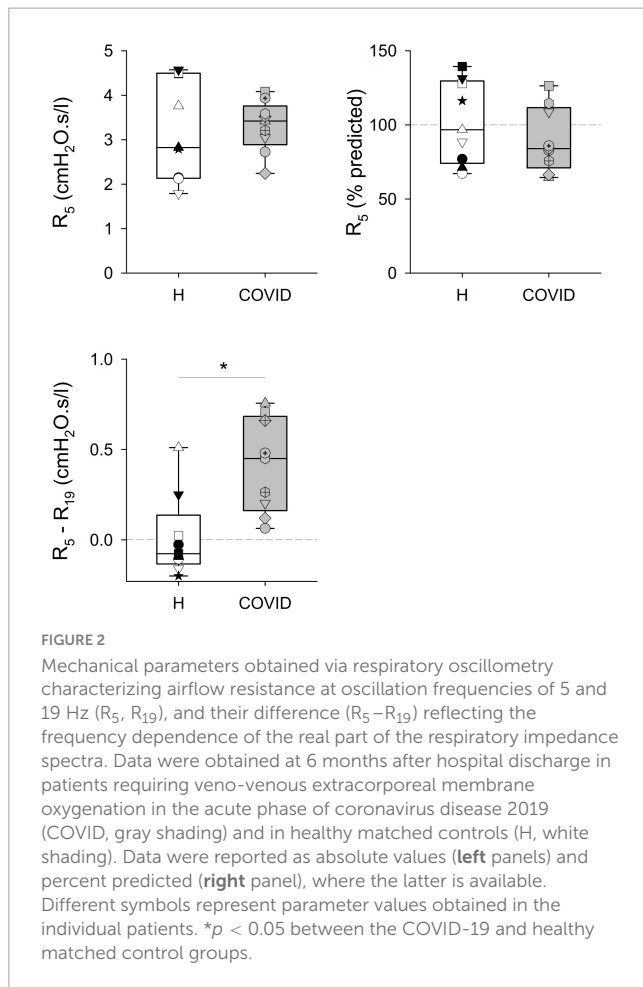 5
4
3
2
1
0
R5 (cmH2O.s/l)
H COVID
150
100
50
0
R5 (% predicted)
H COVID
1.0
0.5
0.0
R5 - R19 (cmH2O.s/l)
*
H COVID
FIGURE 2
Mechanical parameters obtained via respiratory oscillometry
characterizing airflow resistance at oscillation frequencies of 5 and
19 Hz (R5, R19), and their difference (R5–R19) reflecting the
frequency dependence of the real part of the respiratory impedance
spectra. Data were obtained at 6 months after hospital discharge in
patients requiring veno-venous extracorporeal membrane
oxygenation in the acute phase of coronavirus disease 2019
(COVID, gray shading) and in healthy matched controls (H, white
shading). Data were reported as absolute values (left panels) and
percent predicted (right panel), where the latter is available.
Different symbols represent parameter values obtained in the
individual patients. *p < 0.05 between the COVID-19 and healthy
matched control groups.